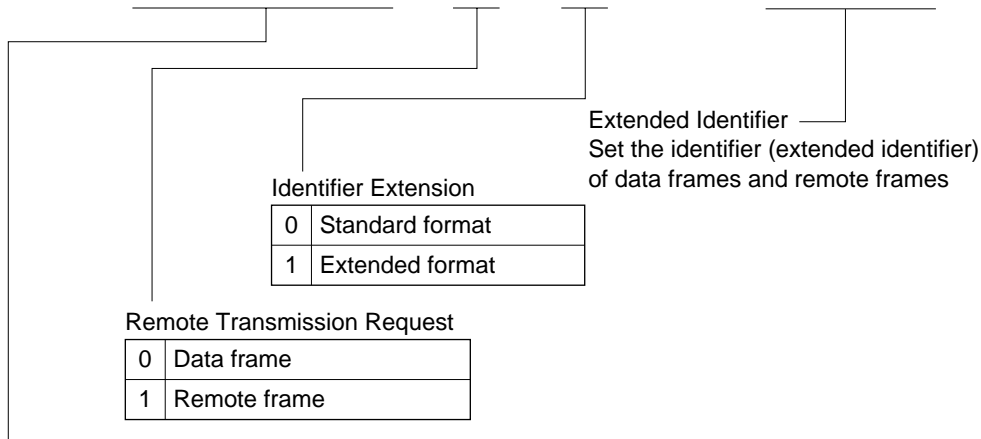 Extended Identifier
Set the identifier (extended identifier)
of data frames and remote frames
Identifier Extension
0 Standard format
1 Extended format
Remote Transmission Request
0 Data frame
1 Remote frame